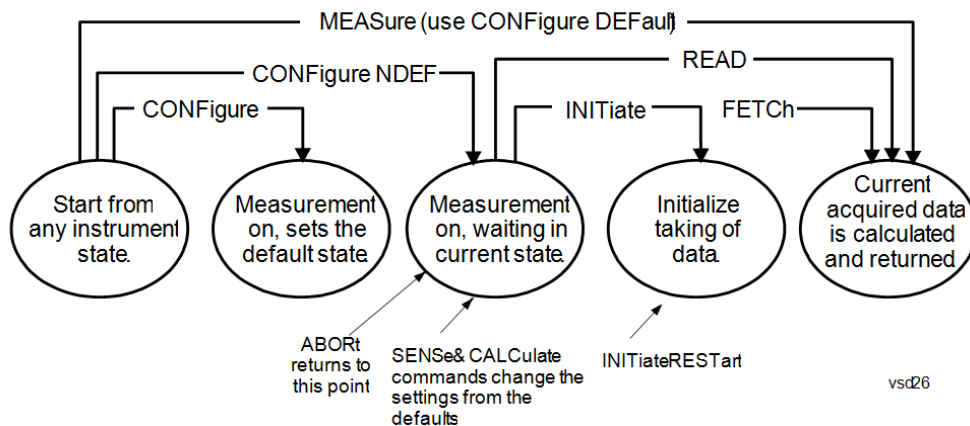 MEASure (use CONFigure DEFault)
CONFigure NDEF
READ
CONFigure
INITiate
FETCh
Start from
any instrument
state.
Measurement
on, sets the
default state.
Measurement
on, waiting in
current state.
Initialize
taking of
data.
Current
acquired data
is calculated
and returned.
ABORt
returns to
this point
SENSe& CALCulate
commands change the
settings from the
defaults
INITiateRESTart
vsd26